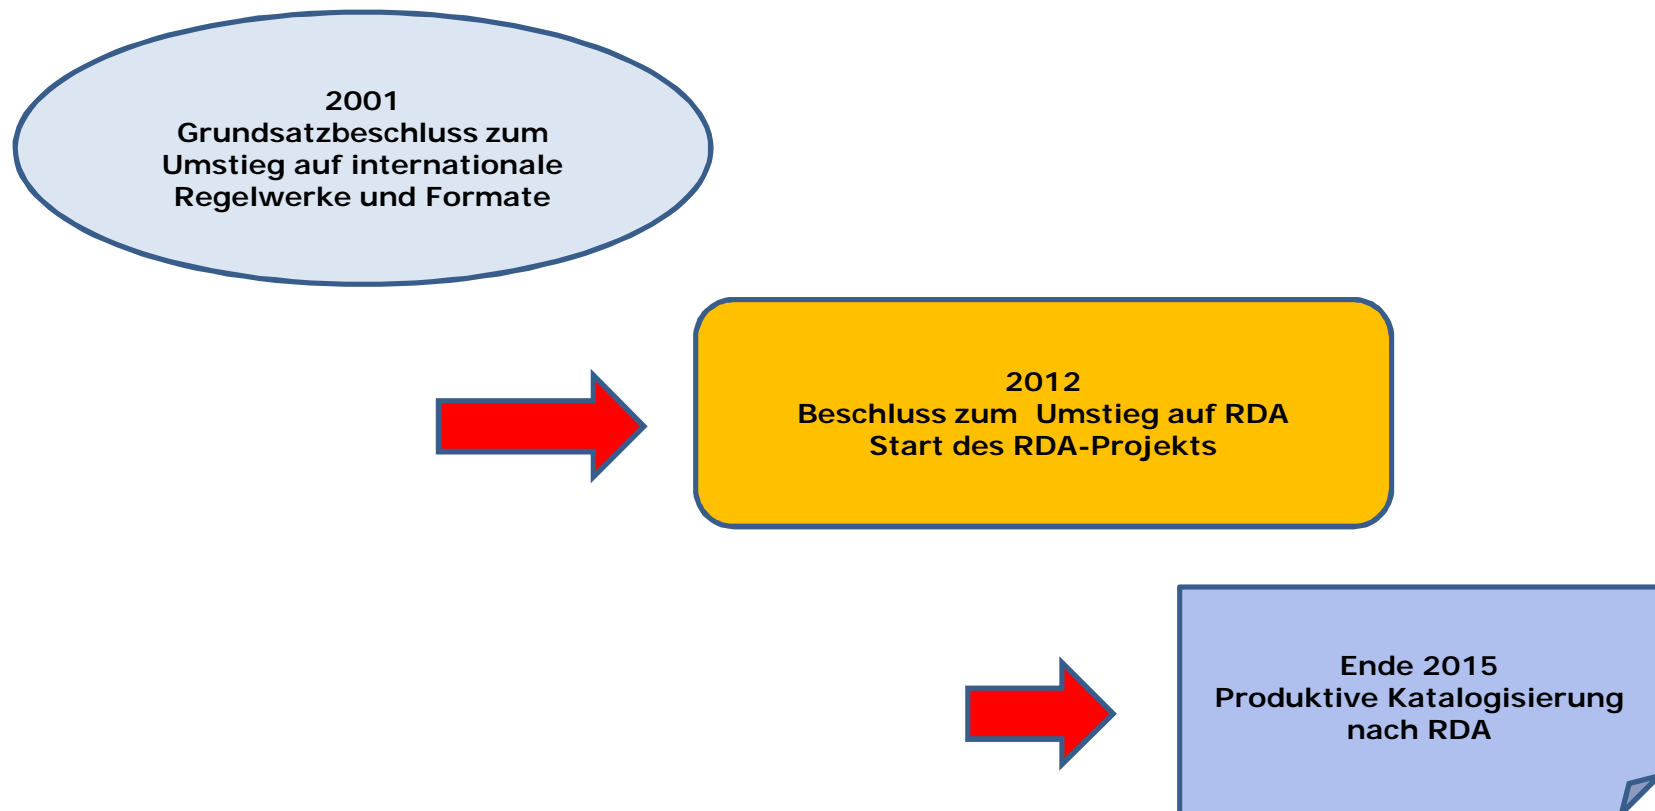 2001
Grundsatzbeschluss zum
Umstieg auf internationale
Regelwerke und Formate
2012
Beschluss zum  Umstieg auf RDA
Start des RDA-Projekts
Ende 2015
Produktive Katalogisierung
nach RDA